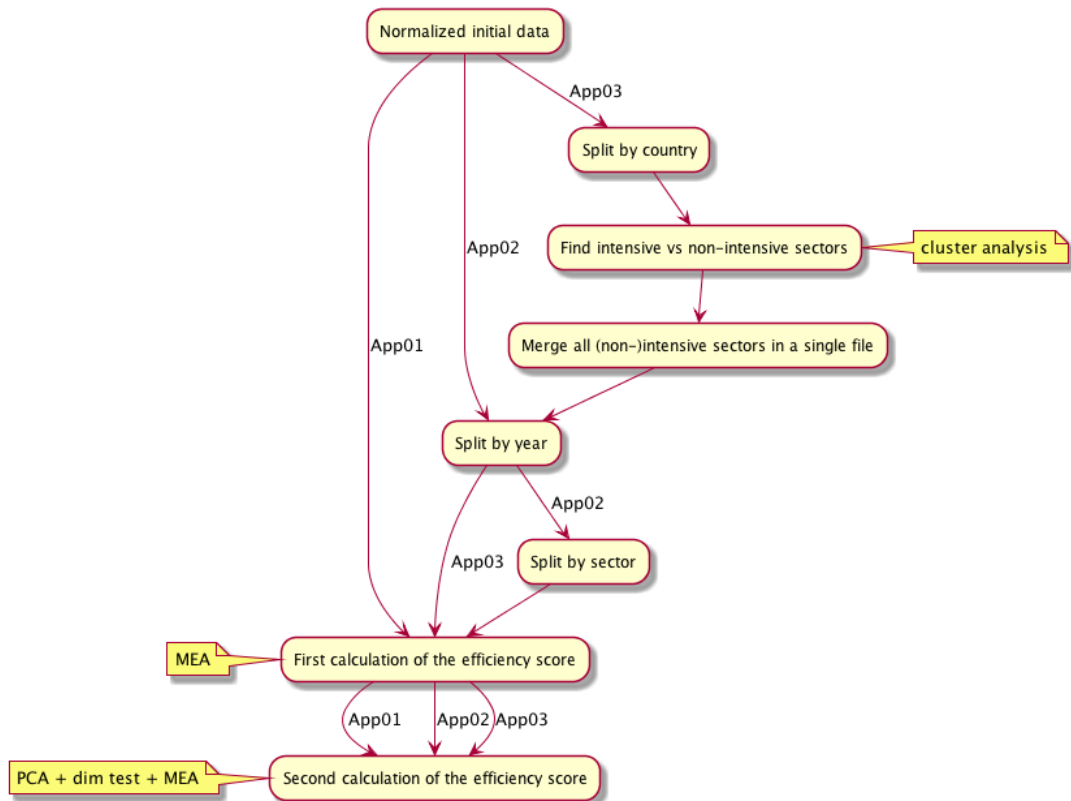 Normalized initial data
App03
Split by country
App02
Find intensive vs non-intensive sectors
cluster analysis
App01
Merge all (non-)intensive sectors in a single file
Split by year
App02
App03
Split by sector
MEA
First calculation of the efficiency score
App01
App02
App03
PCA + dim test + MEA
Second calculation of the efficiency score